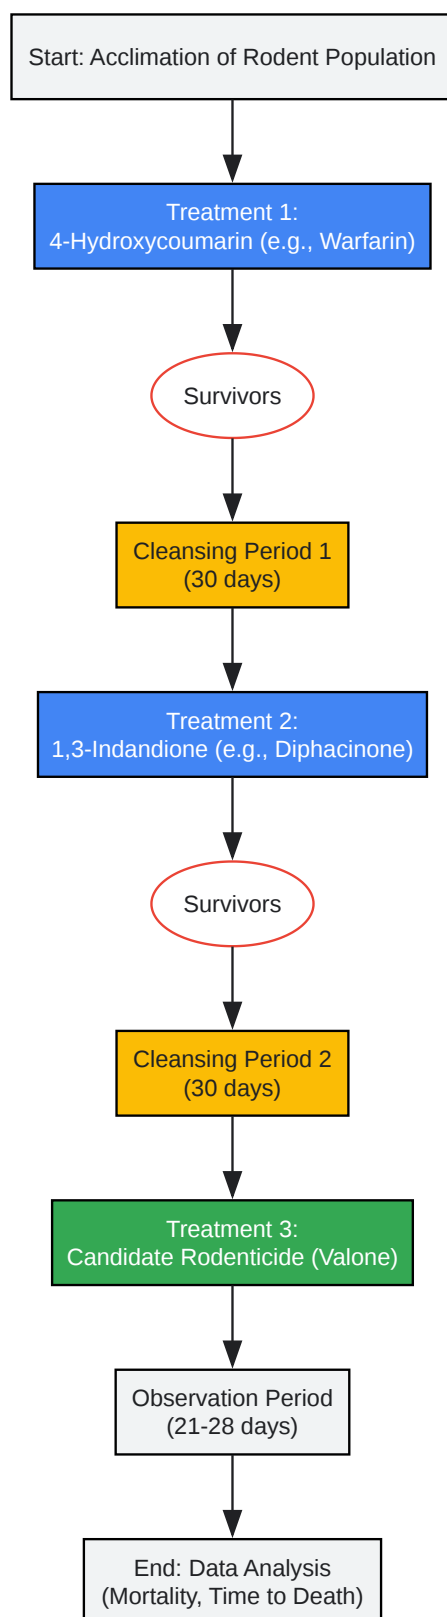 Start: Acclimation of Rodent Population
Treatment 1:
4-Hydroxycoumarin (e.g., Warfarin)
Survivors
Cleansing Period 1
(30 days)
Treatment 2:
1,3-Indandione (e.g., Diphacinone)
Survivors
Cleansing Period 2
(30 days)
Treatment 3:
Candidate Rodenticide (Valone)
Observation Period
(21-28 days)
End: Data Analysis
(Mortality, Time to Death)